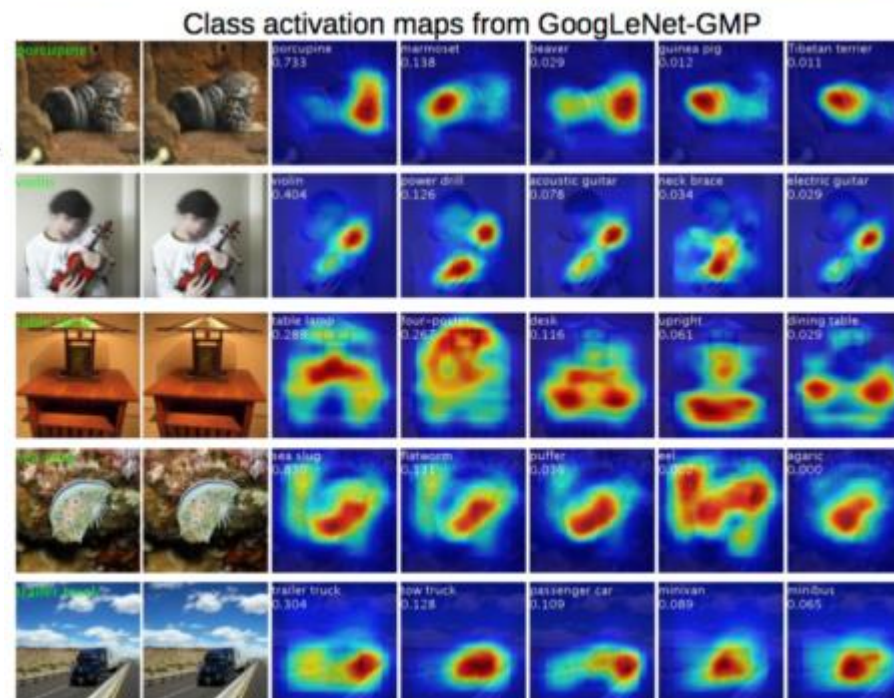 Class activation maps from GoogLeNet-GMP
porcupine porcupine marmoset beaver guinea pig Tibetan terrier
0.733 0.138 0.029 0.012 0.011
violin violin power drill acoustic guitar neck brace electric guitar
0.404 0.126 0.076 0.034 0.029
table lamp four-poster desk upright dining table
0.116 0.061 0.029
sea slug flatworm puffer eel agaric
0.000
trailer truck trailer truck tow truck passenger car minivan minibus
0.304 0.128 0.109 0.089 0.065